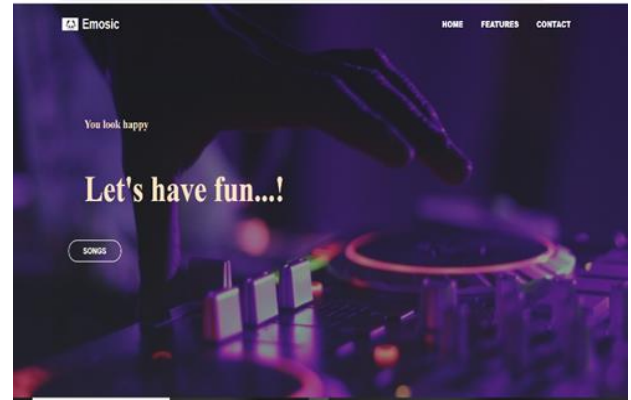 Emosic
HOME FEATURES CONTACT
You look happy
Let's have fun...!
SONGS